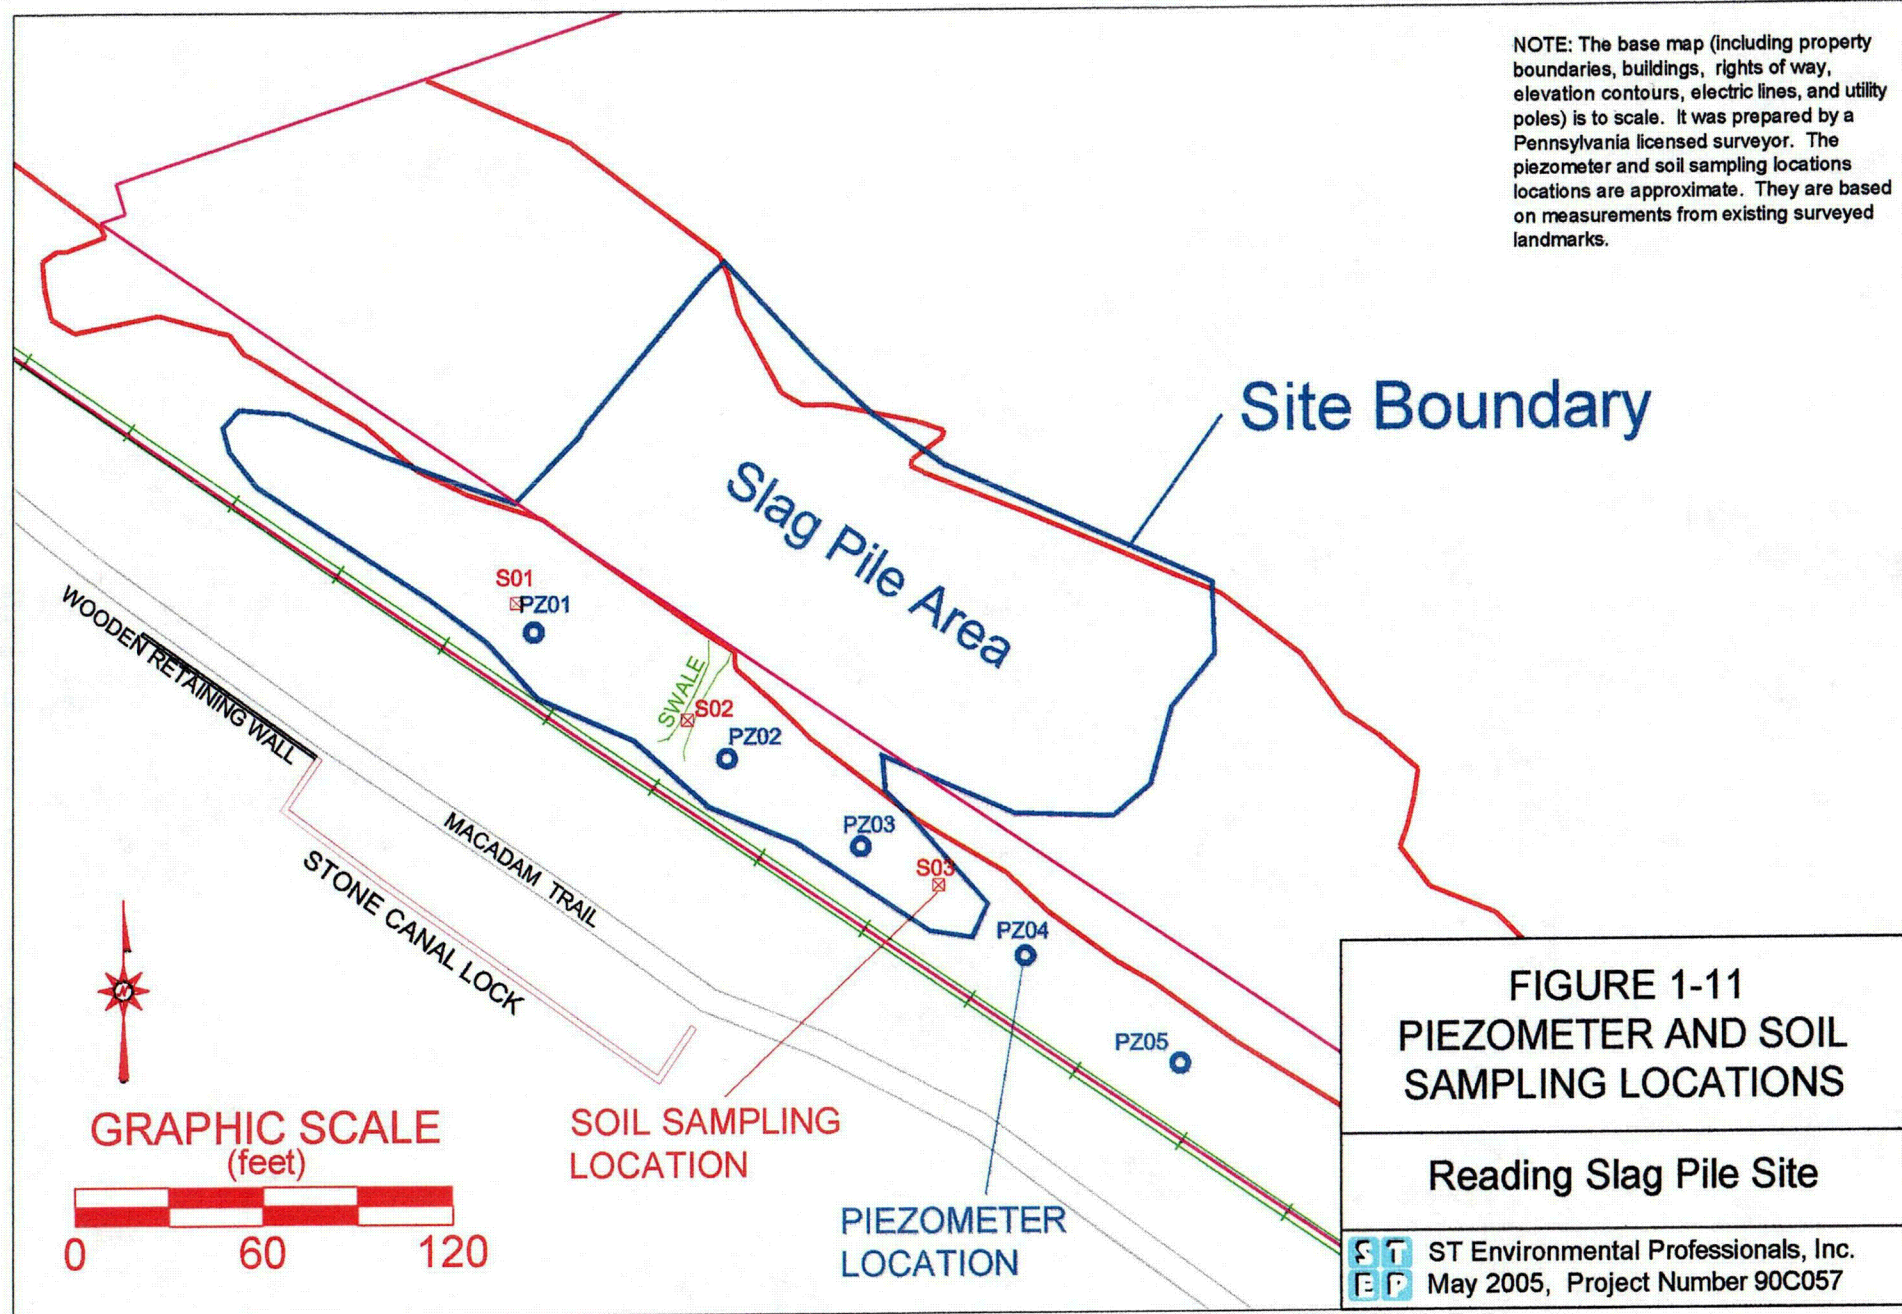 NOTE: The base map (including property
boundaries, buildings, rights of way,
elevation contours, electric lines, and utility
poles) is to scale. It was prepared by a
Pennsylvania licensed surveyor. The
piezometer and soil sampling locations
locations are approximate. They are based
on measurements from existing surveyed
landmarks.
Site Boundary
Slag Pile Area
S01
PZ01
SWALE
S02
PZ02
PZ03
S03
PZ04
PZ05
WOODEN RETAINING WALL
MACADAM TRAIL
STONE CANAL LOCK
N
GRAPHIC SCALE
(feet)
0 60 120
SOIL SAMPLING
LOCATION
PIEZOMETER
LOCATION
FIGURE 1-11
PIEZOMETER AND SOIL
SAMPLING LOCATIONS
Reading Slag Pile Site
S T
E P
ST Environmental Professionals, Inc.
May 2005, Project Number 90C057